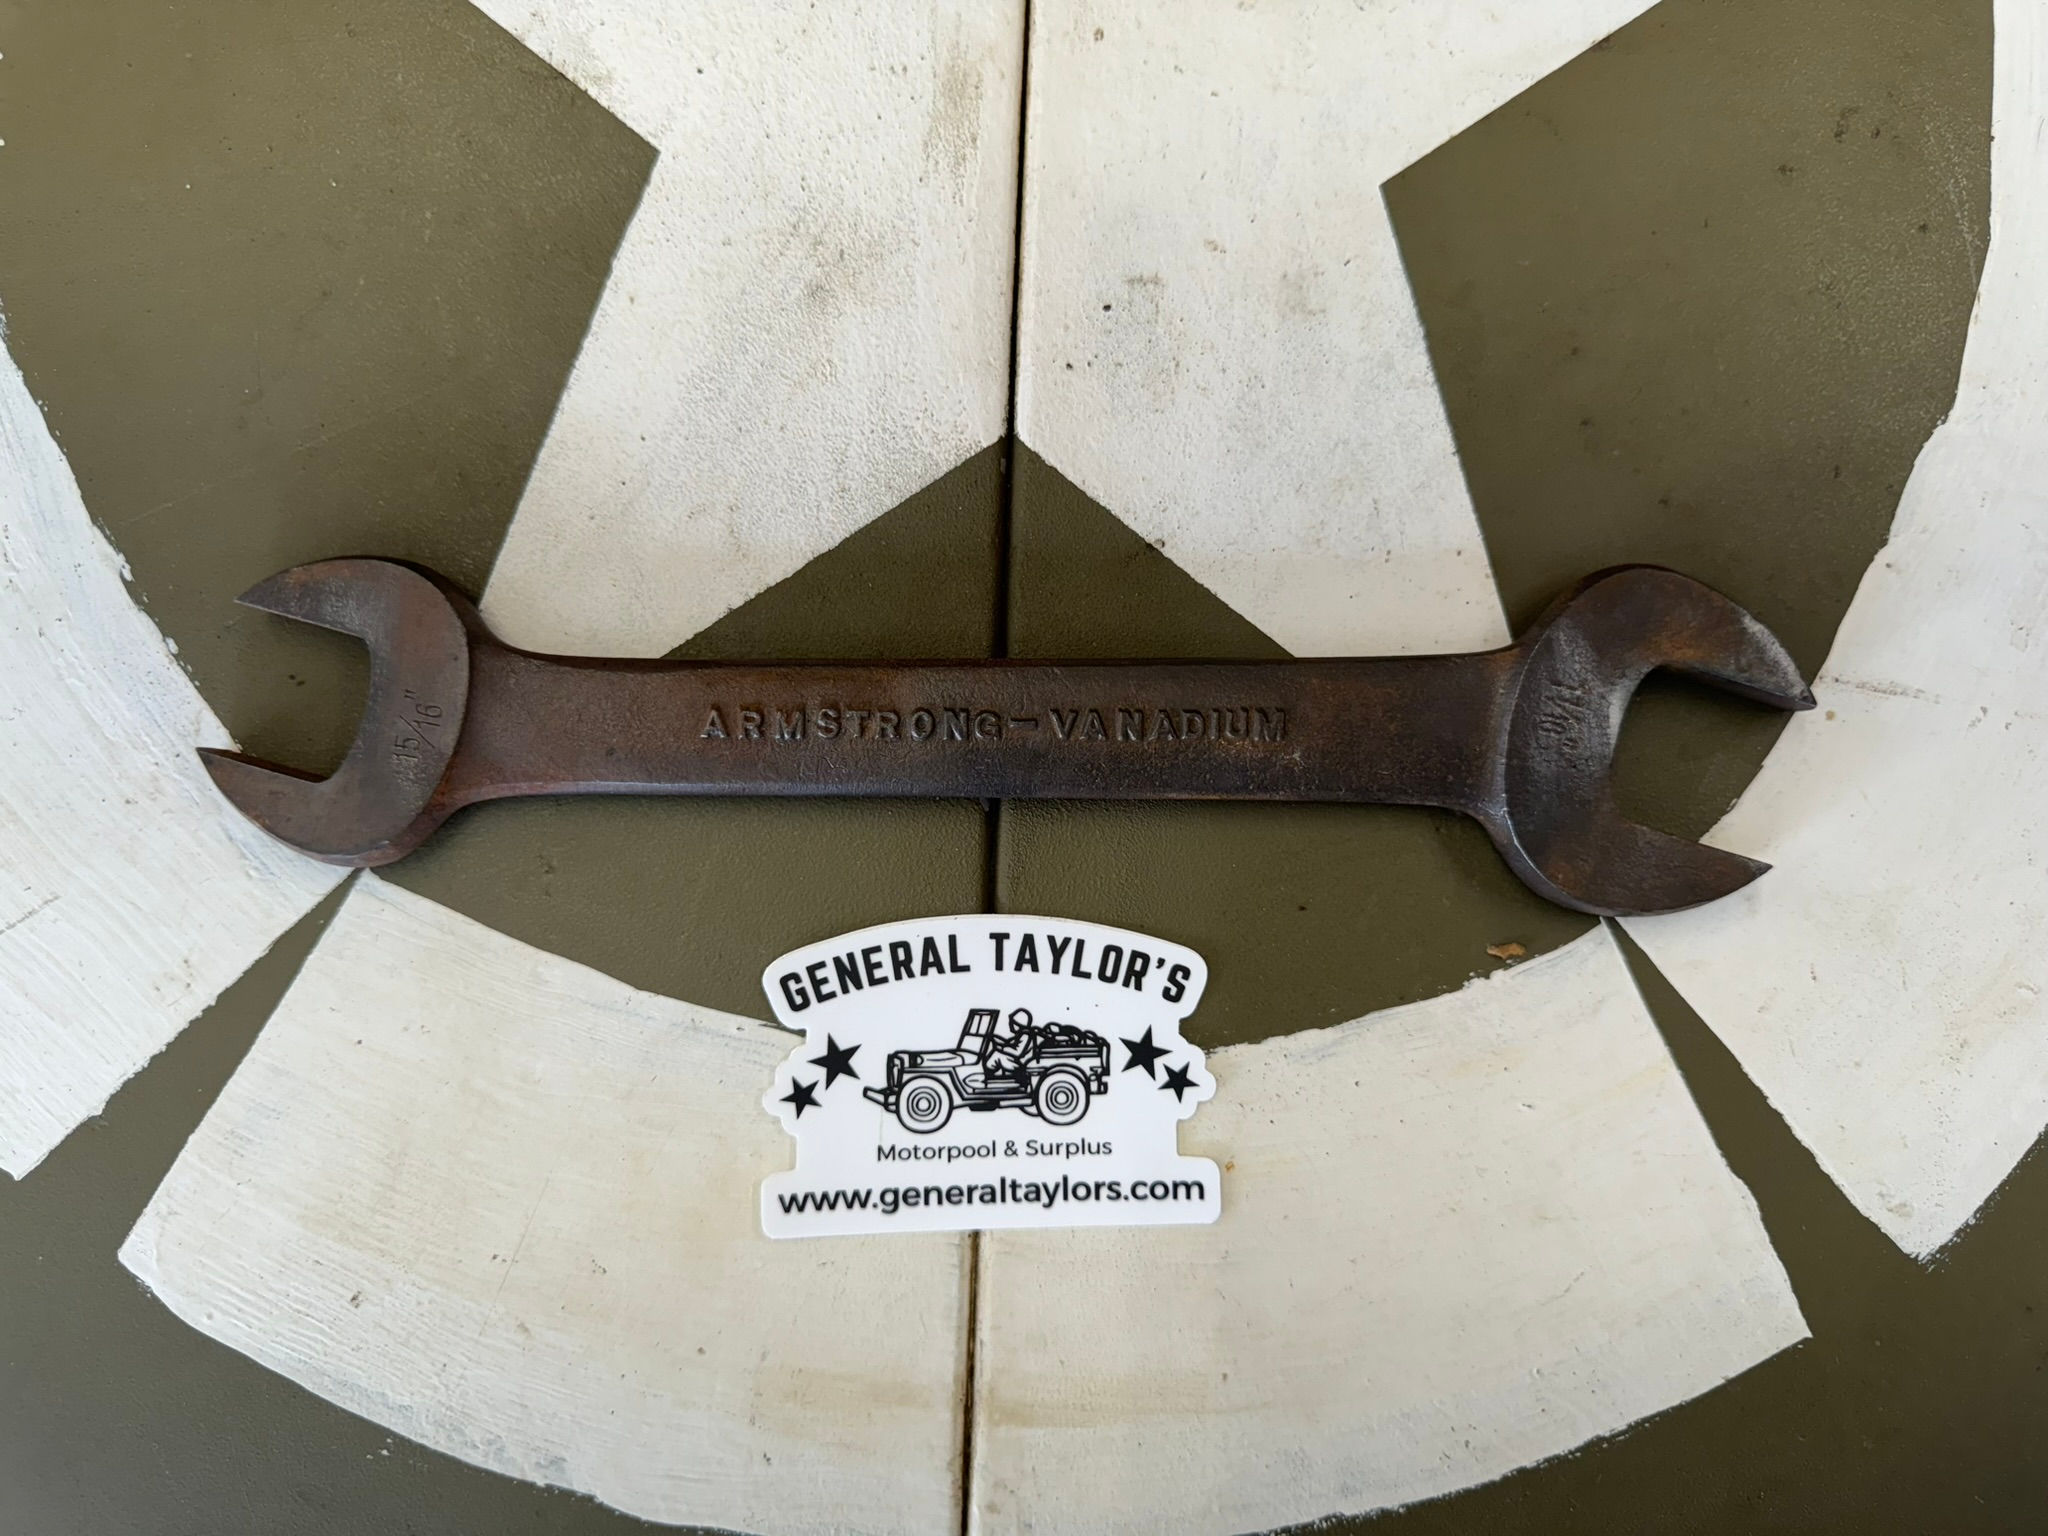 15/16"
ARMSTRONG-VANADIUM
GENERAL TAYLOR'S
Motorpool & Surplus
www.generaltaylors.com